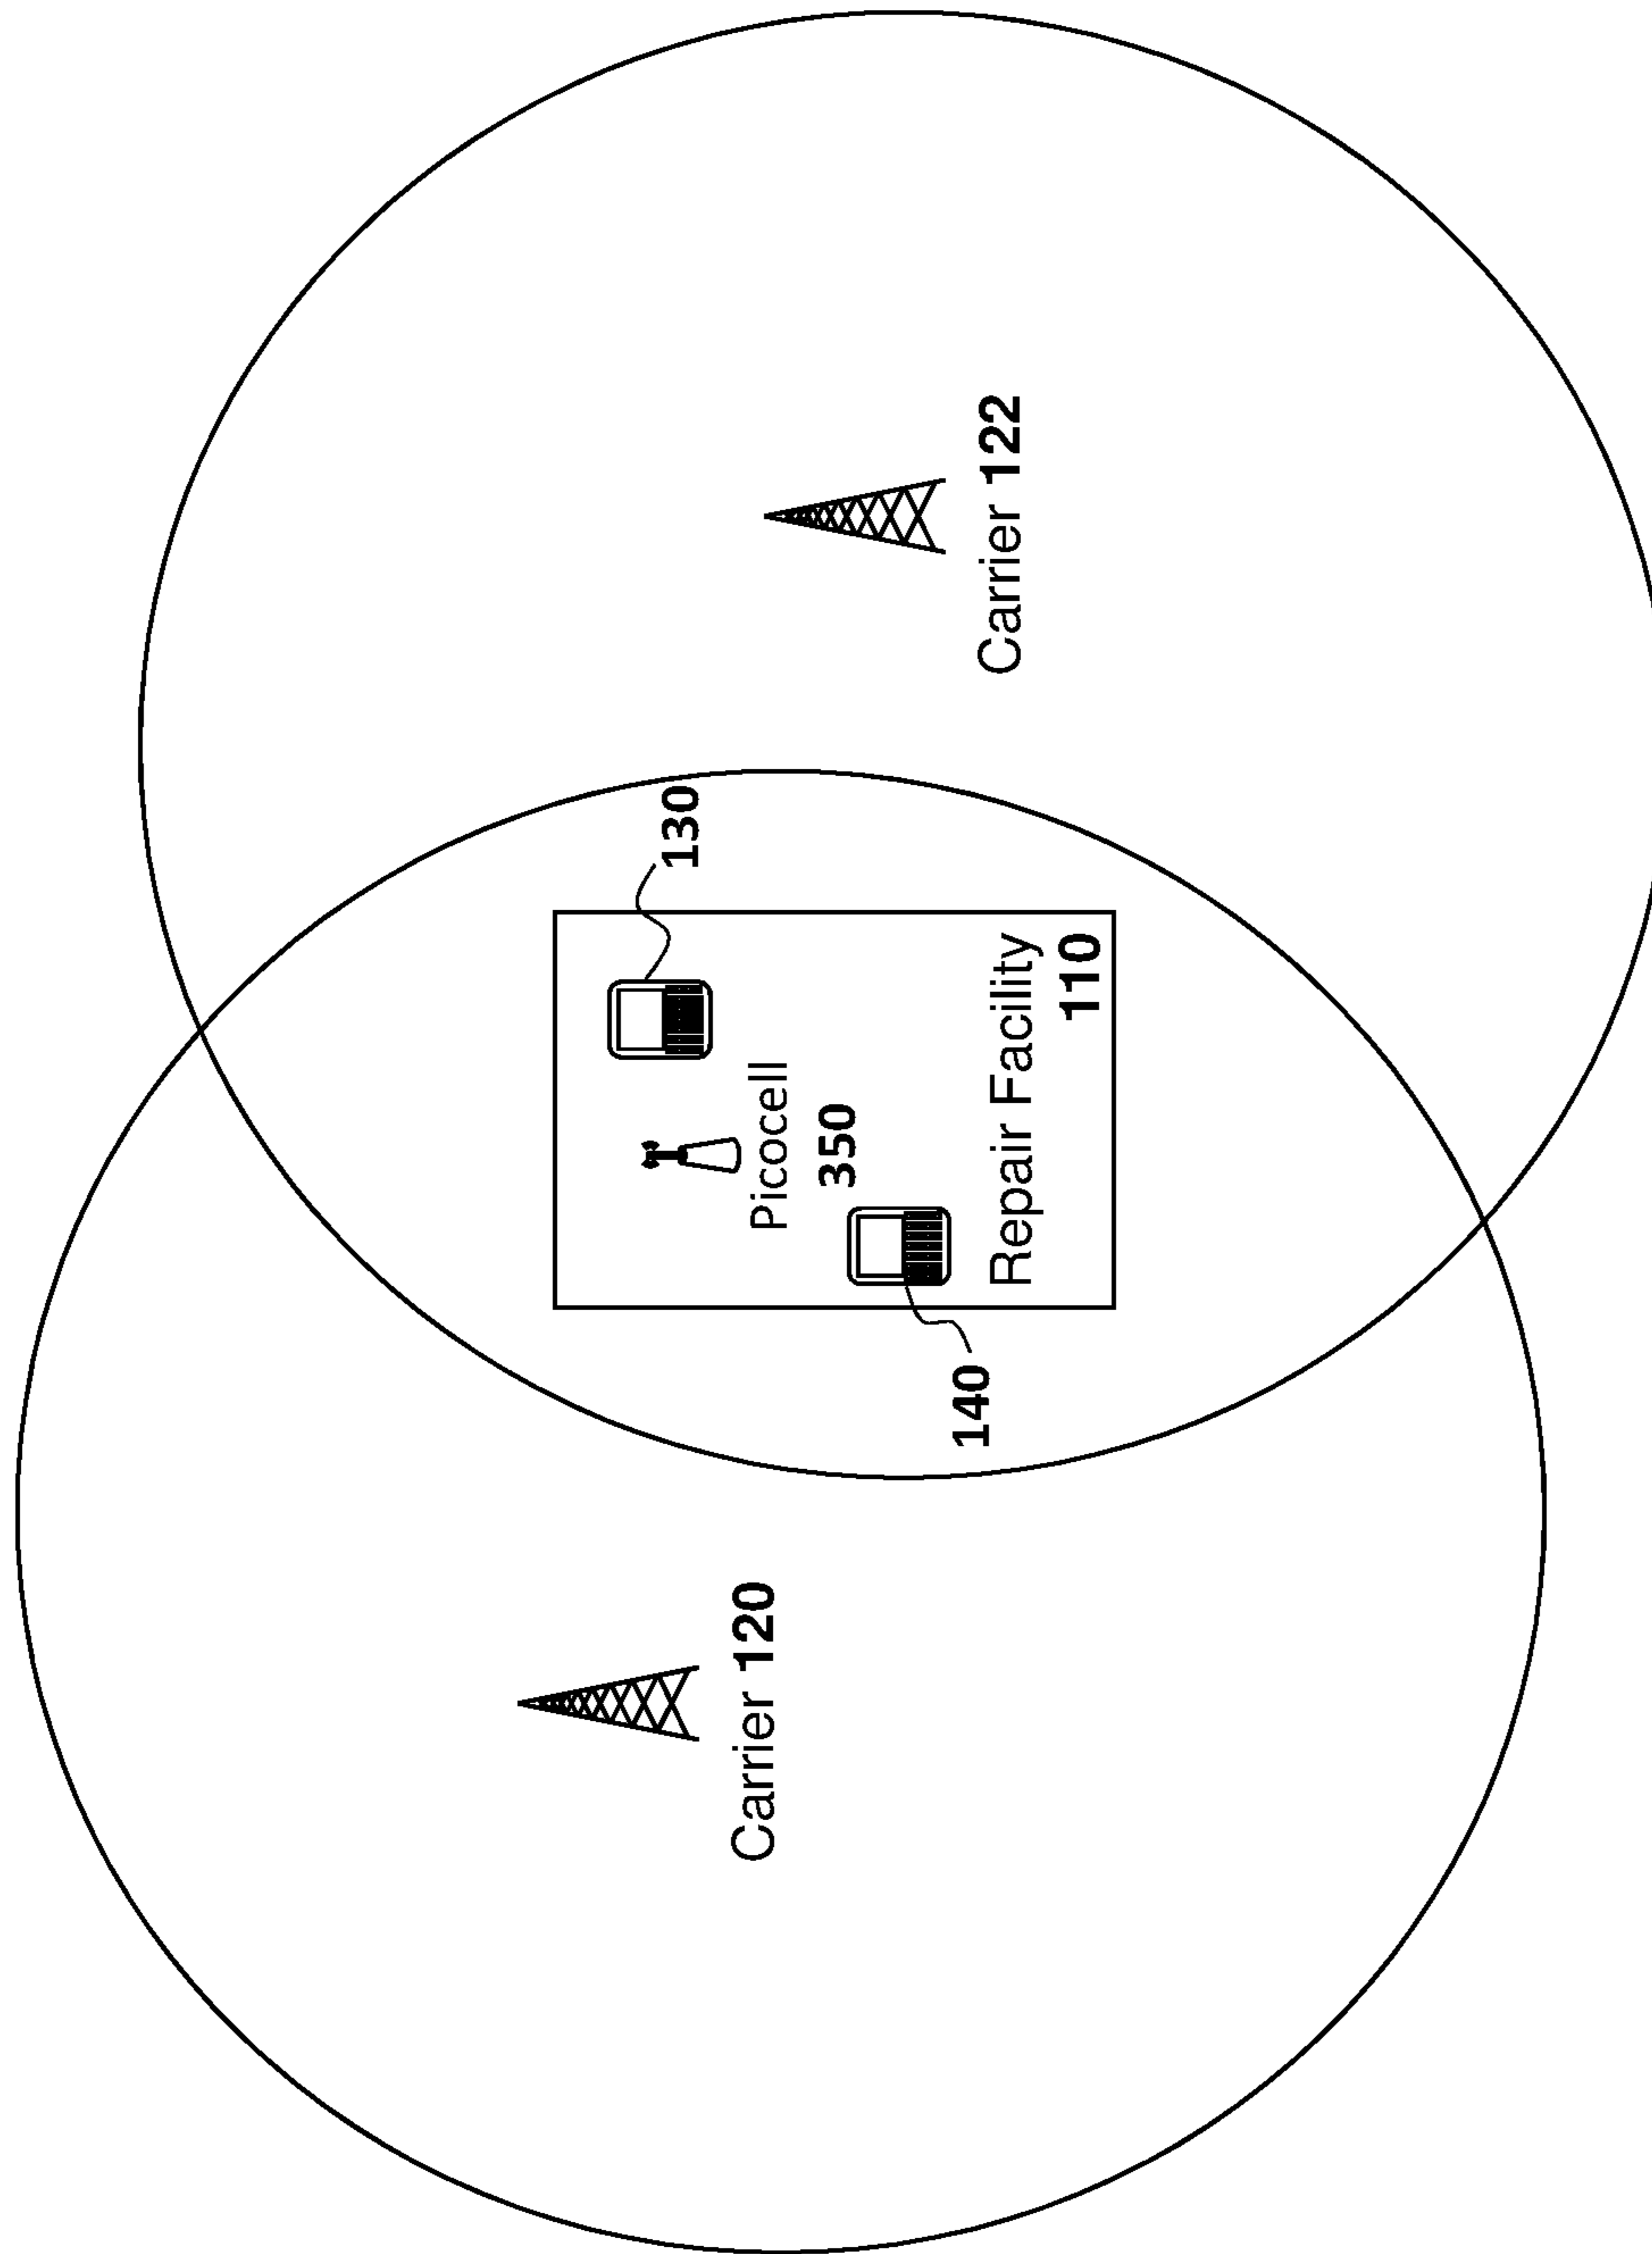 Carrier 120
130
Picocell
350
140
Repair Facility
110
Carrier 122